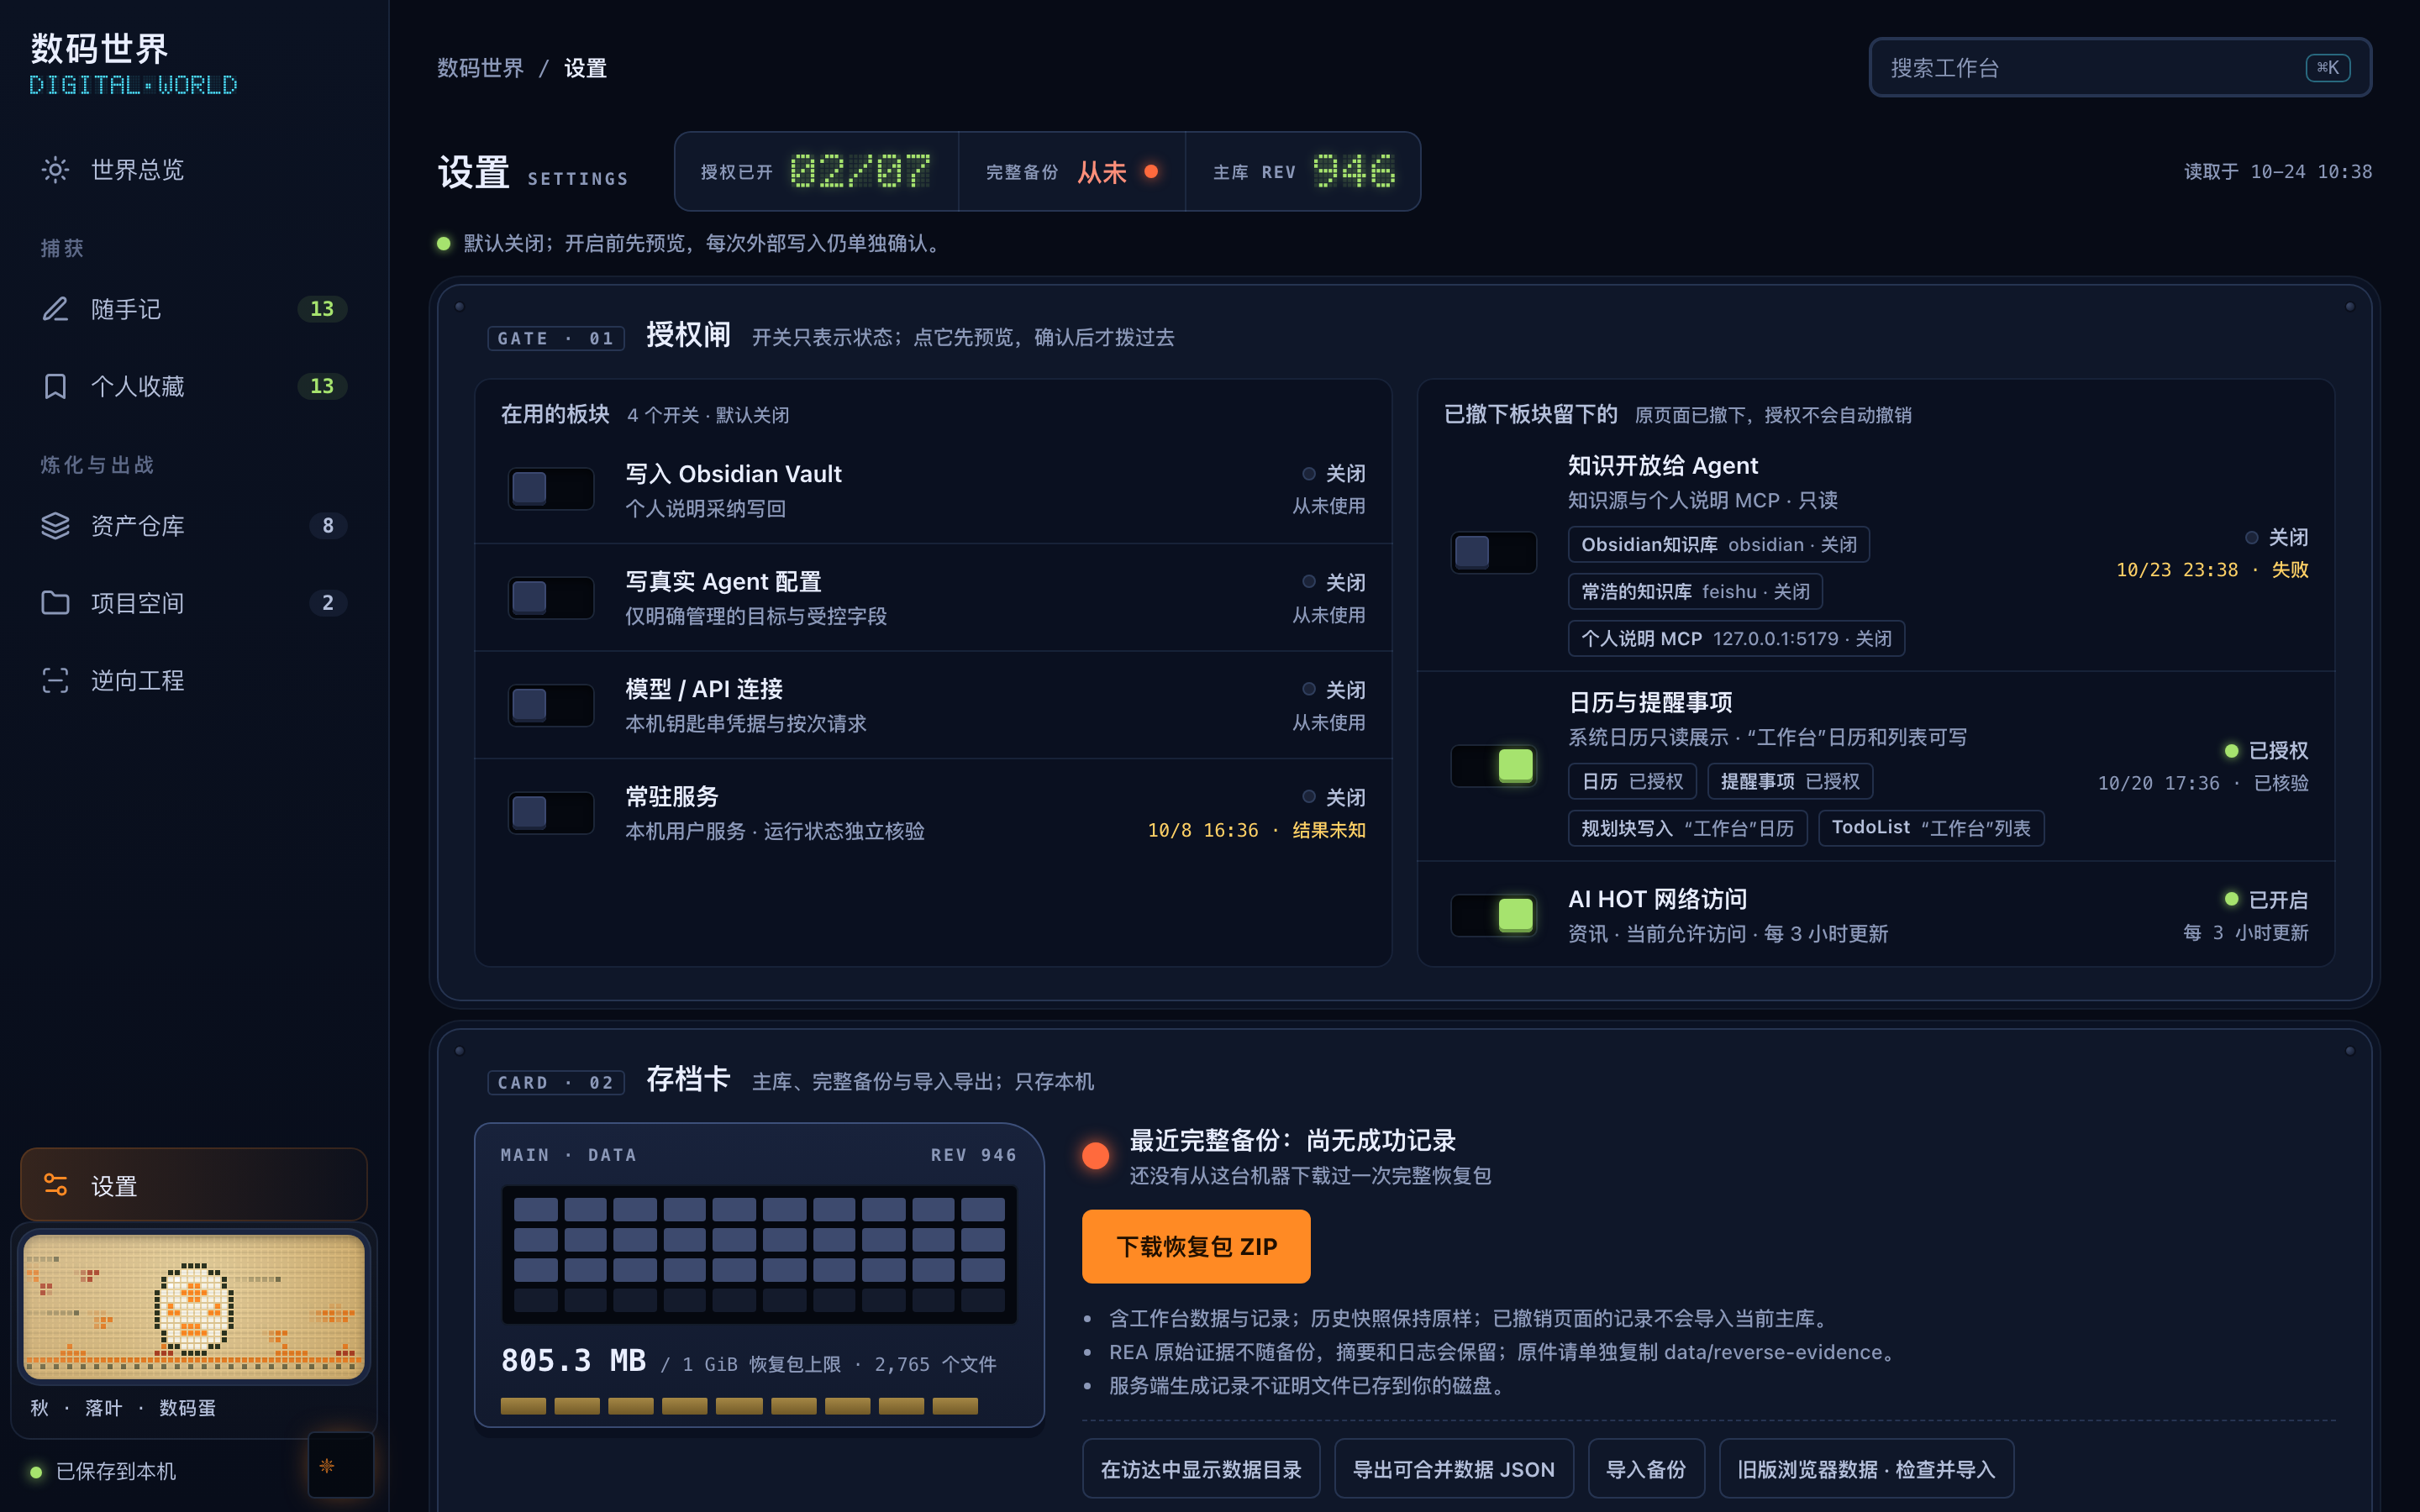 数码世界
DIGITAL·WORLD
世界总览
捕获
随手记 13
个人收藏 13
炼化与出战
资产仓库 8
项目空间 2
逆向工程
设置
秋 · 落叶 · 数码蛋
已保存到本机
数码世界 / 设置
搜索工作台 ⌘K
设置 SETTINGS
授权已开 02/07
完整备份 从未
主库 REV 946
读取于 10-24 10:38
默认关闭；开启前先预览，每次外部写入仍单独确认。
GATE · 01 授权闸 开关只表示状态；点它先预览，确认后才拨过去
在用的板块 4 个开关 · 默认关闭
写入 Obsidian Vault
个人说明采纳写回
关闭
从未使用
写真实 Agent 配置
仅明确管理的目标与受控字段
关闭
从未使用
模型 / API 连接
本机钥匙串凭据与按次请求
关闭
从未使用
常驻服务
本机用户服务 · 运行状态独立核验
关闭
10/8 16:36 · 结果未知
已撤下板块留下的 原页面已撤下，授权不会自动撤销
知识开放给 Agent
知识源与个人说明 MCP · 只读
Obsidian知识库 obsidian · 关闭
常浩的知识库 feishu · 关闭
个人说明 MCP 127.0.0.1:5179 · 关闭
关闭
10/23 23:38 · 失败
日历与提醒事项
系统日历只读展示 · “工作台”日历和列表可写
日历 已授权 提醒事项 已授权
规划块写入 “工作台”日历 TodoList “工作台”列表
已授权
10/20 17:36 · 已核验
AI HOT 网络访问
资讯 · 当前允许访问 · 每 3 小时更新
已开启
每 3 小时更新
CARD · 02 存档卡 主库、完整备份与导入导出；只存本机
MAIN · DATA REV 946
805.3 MB / 1 GiB 恢复包上限 · 2,765 个文件
最近完整备份：尚无成功记录
还没有从这台机器下载过一次完整恢复包
下载恢复包 ZIP
• 含工作台数据与记录；历史快照保持原样；已撤销页面的记录不会导入当前主库。
• REA 原始证据不随备份，摘要和日志会保留；原件请单独复制 data/reverse-evidence。
• 服务端生成记录不证明文件已存到你的磁盘。
在访达中显示数据目录 导出可合并数据 JSON 导入备份 旧版浏览器数据 · 检查并导入